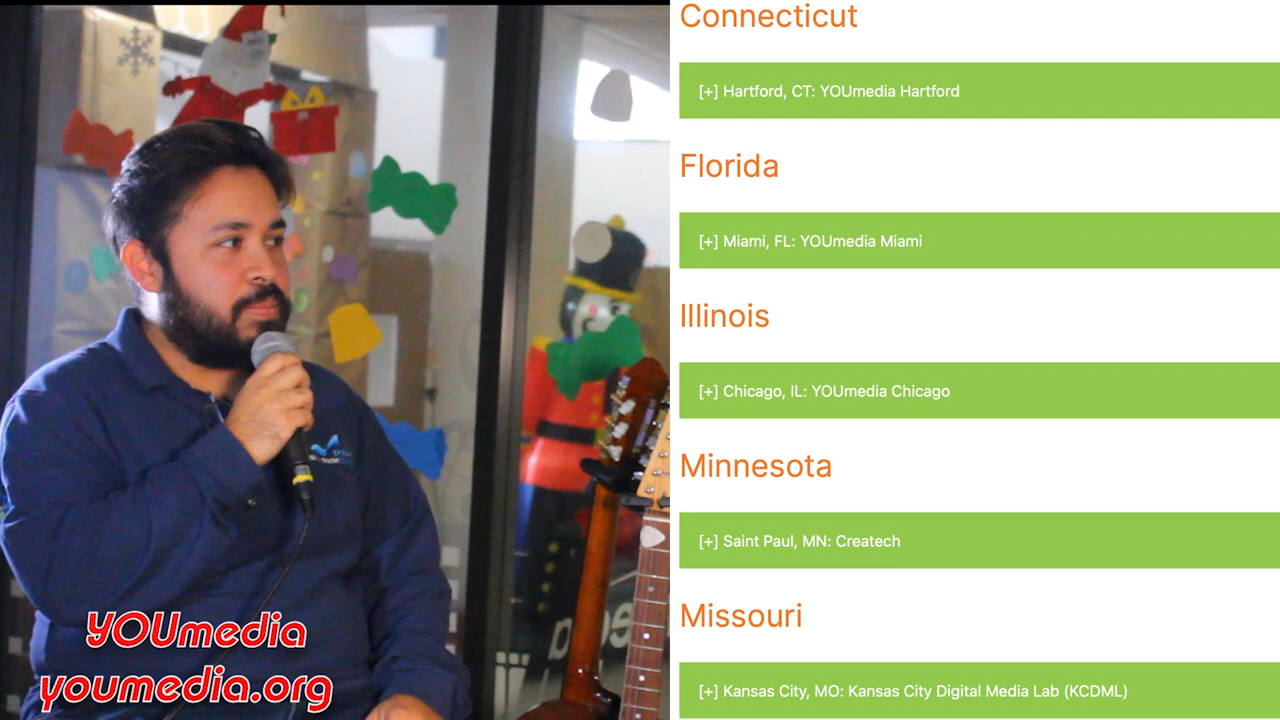 YOUmedia
youmedia.org
Connecticut
[+] Hartford, CT: YOUmedia Hartford
Florida
[+] Miami, FL: YOUmedia Miami
Illinois
[+] Chicago, IL: YOUmedia Chicago
Minnesota
[+] Saint Paul, MN: Createch
Missouri
[+] Kansas City, MO: Kansas City Digital Media Lab (KCDML)